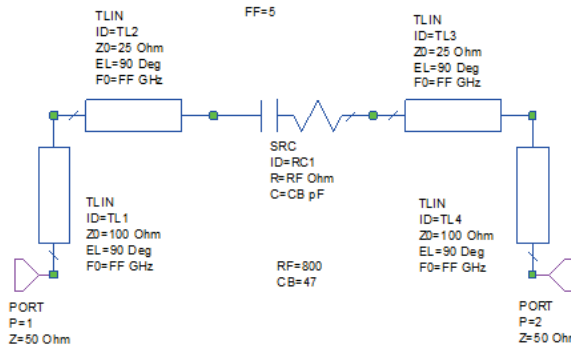 FF=5
TLIN
ID=TL2
Z0=25 Ohm
EL=90 Deg
F0=FF GHz
TLIN
ID=TL3
Z0=25 Ohm
EL=90 Deg
F0=FF GHz
SRC
ID=RC1
R=RF Ohm
C=CB pF
TLIN
ID=TL1
Z0=100 Ohm
EL=90 Deg
F0=FF GHz
TLIN
ID=TL4
Z0=100 Ohm
EL=90 Deg
F0=FF GHz
RF=800
CB=47
PORT
P=1
Z=50 Ohm
PORT
P=2
Z=50 Ohm